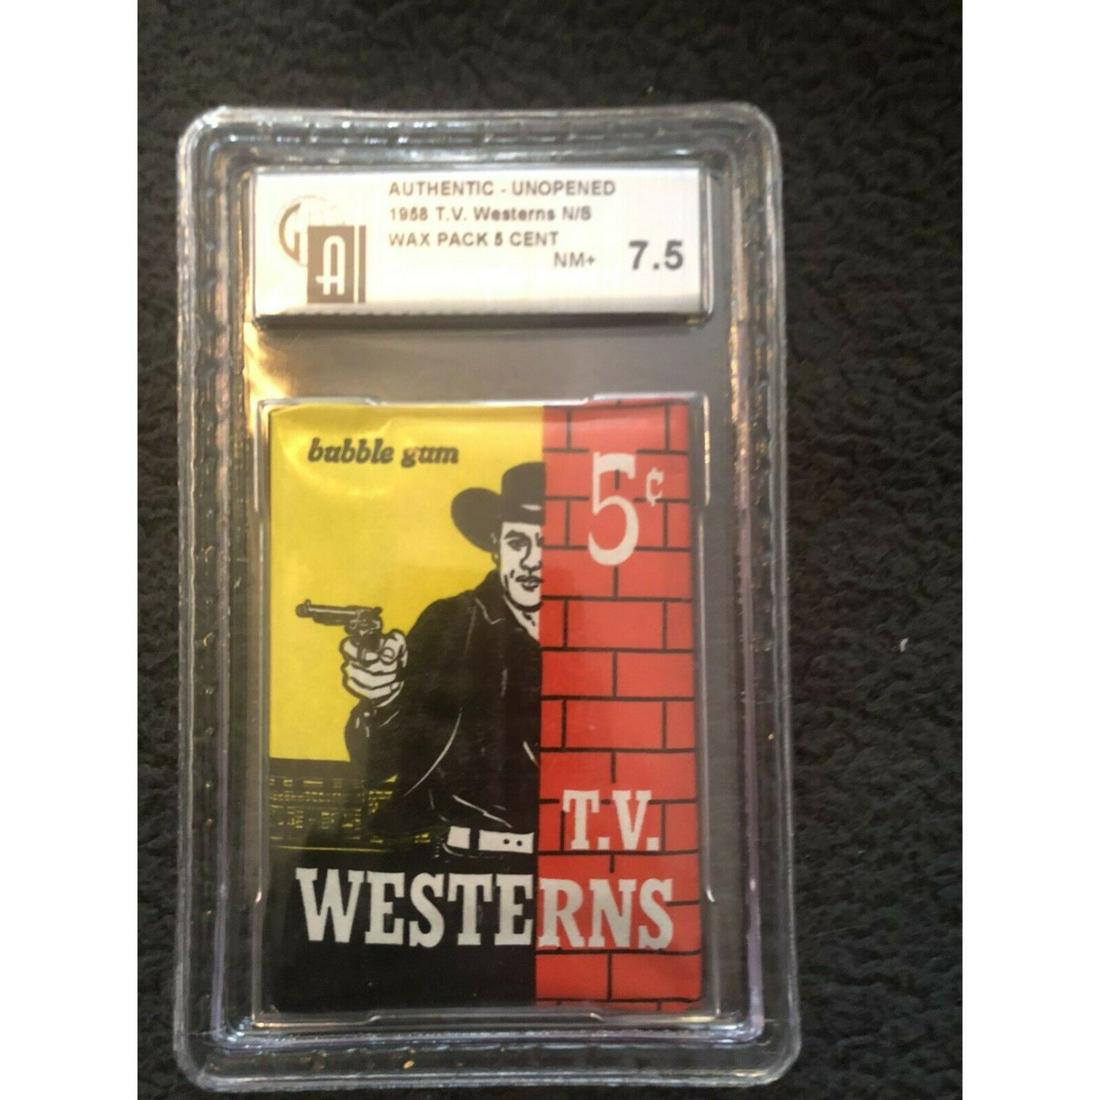 AUTHENTIC - UNOPENED
1958 T.V. Westerns N/S
WAX PACK 5 CENT
NM+ 7.5
GAI
bubble gum
5¢
T.V.
WESTERNS